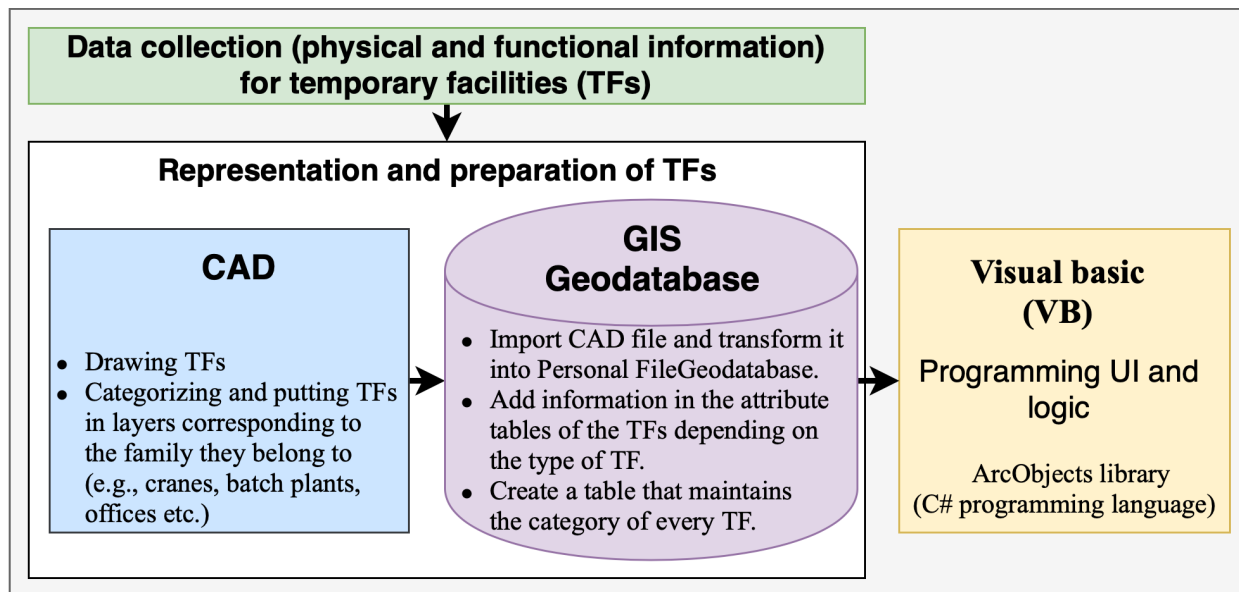 Data collection (physical and functional information)
for temporary facilities (TFs)
Representation and preparation of TFs
CAD
• Drawing TFs
• Categorizing and putting TFs
in layers corresponding to
the family they belong to
(e.g., cranes, batch plants,
offices etc.)
GIS
Geodatabase
• Import CAD file and transform it
into Personal FileGeodatabase.
• Add information in the attribute
tables of the TFs depending on
the type of TF.
• Create a table that maintains
the category of every TF.
Visual basic
(VB)
Programming UI and
logic
ArcObjects library
(C# programming language)